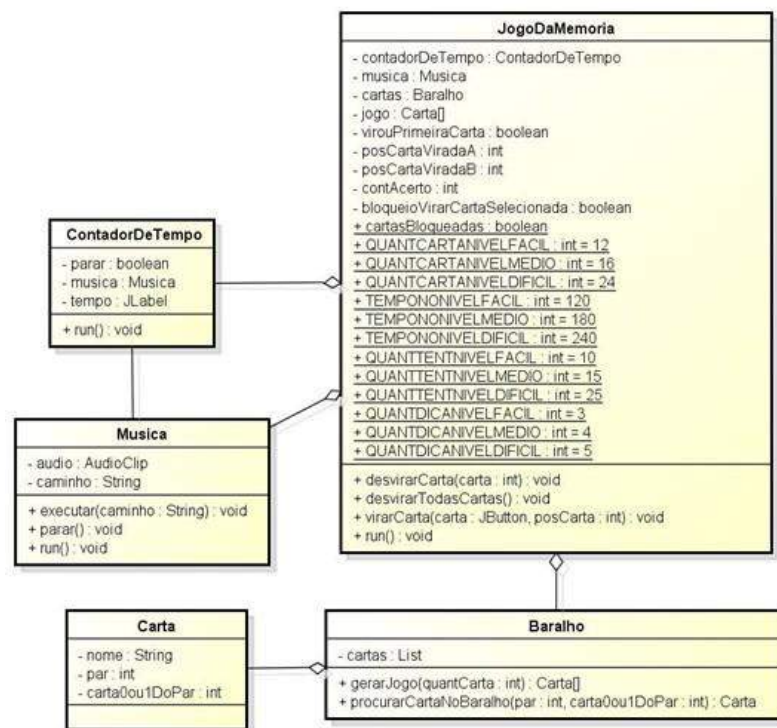 JogoDaMemoria
- contadorDeTempo : ContadorDeTempo
- musica : Musica
- cartas : Baralho
- jogo : Carta[]
- virouPrimeiraCarta : boolean
- posCartaViradaA : int
- posCartaViradaB : int
- contAcerto : int
- bloqueioVirarCartaSelecionada : boolean
+ cartasBloqueadas : boolean
+ QUANTCARTANIVELFACIL : int = 12
+ QUANTCARTANIVELMEDIO : int = 16
+ QUANTCARTANIVELDIFICIL : int = 24
+ TEMPONONIVELFACIL : int = 120
+ TEMPONONIVELMEDIO : int = 180
+ TEMPONONIVELDIFICIL : int = 240
+ QUANTTENTNIVELFACIL : int = 10
+ QUANTTENTNIVELMEDIO : int = 15
+ QUANTTENTNIVELDIFICIL : int = 25
+ QUANTDICANIVELFACIL : int = 3
+ QUANTDICANIVELMEDIO : int = 4
+ QUANTDICANIVELDIFICIL : int = 5
+ desvirarCarta(carta : int) : void
+ desvirarTodasCartas() : void
+ virarCarta(carta : JButton, posCarta : int) : void
+ run() : void
ContadorDeTempo
- parar : boolean
- musica : Musica
- tempo : JLabel
+ run() : void
Musica
- audio : AudioClip
- caminho : String
+ executar(caminho : String) : void
+ parar() : void
+ run() : void
Carta
- nome : String
- par : int
- carta0ou1DoPar : int
Baralho
- cartas : List
+ gerarJogo(quantCarta : int) : Carta[]
+ procurarCartaNoBaralho(par : int, carta0ou1DoPar : int) : Carta